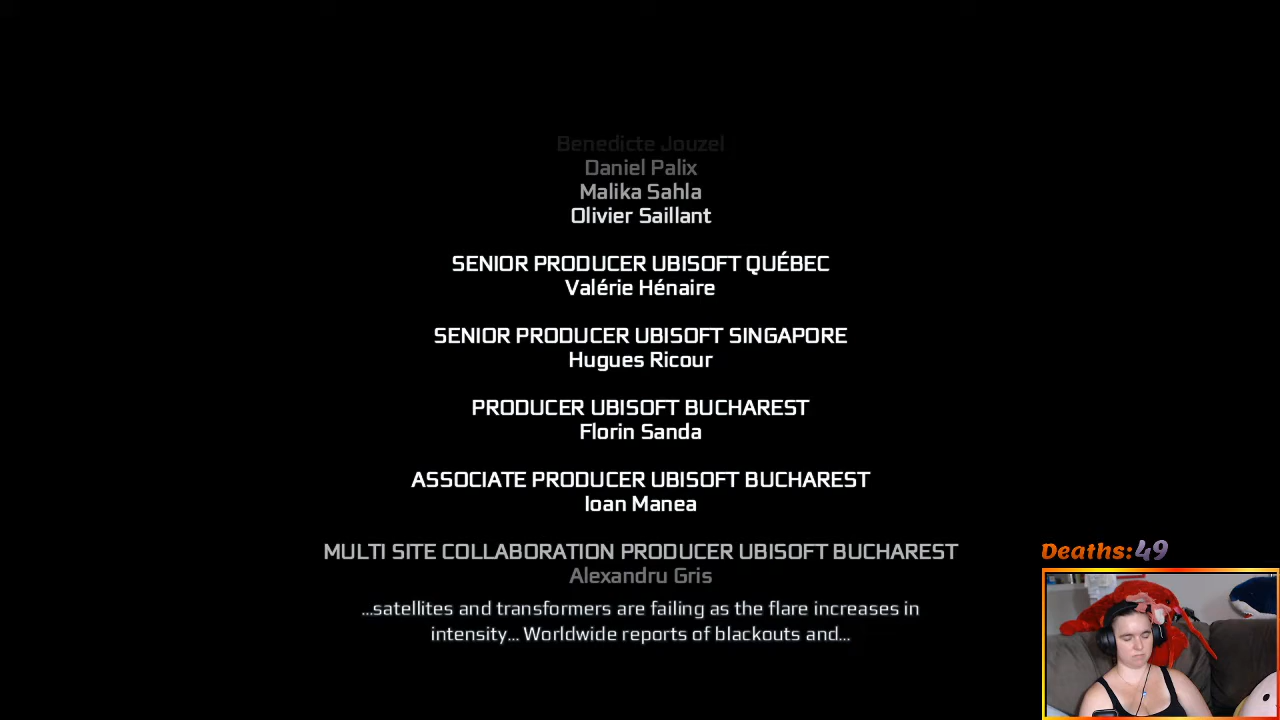 Benedicte Jouzel
Daniel Palix
Malika Sahla
Olivier Saillant
SENIOR PRODUCER UBISOFT QUÉBEC
Valérie Hénaire
SENIOR PRODUCER UBISOFT SINGAPORE
Hugues Ricour
PRODUCER UBISOFT BUCHAREST
Florin Sanda
ASSOCIATE PRODUCER UBISOFT BUCHAREST
Ioan Manea
MULTI SITE COLLABORATION PRODUCER UBISOFT BUCHAREST
Alexandru Gris
...satellites and transformers are failing as the flare increases in
intensity... Worldwide reports of blackouts and...
Deaths:49